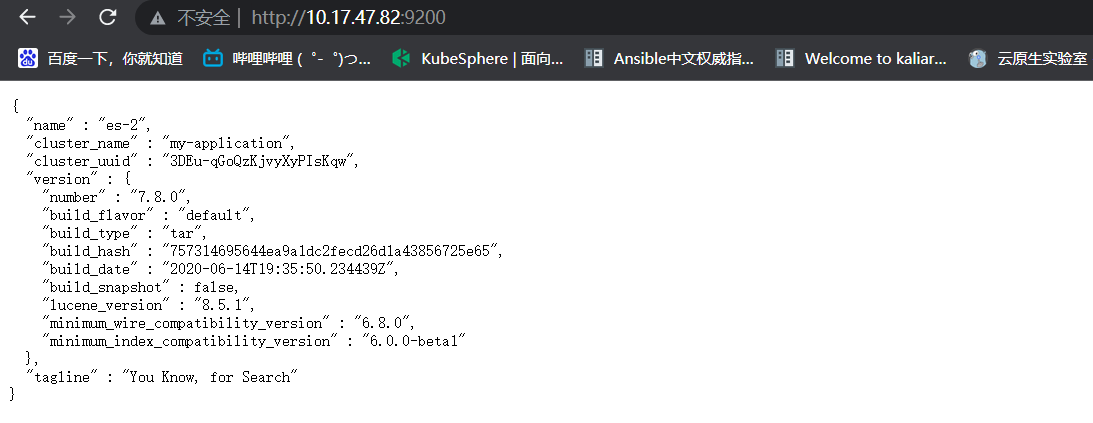 不安全 | http://10.17.47.82:9200
百度一下，你就知道 哔哩哔哩 (゜-゜)つ... KubeSphere | 面向... Ansible中文权威指... Welcome to kaliar... 云原生实验室
{
"name" : "es-2",
"cluster_name" : "my-application",
"cluster_uuid" : "3DEu-qGoQzKjvyXyPIsKqw",
"version" : {
"number" : "7.8.0",
"build_flavor" : "default",
"build_type" : "tar",
"build_hash" : "757314695644ea9a1dc2fecd26d1a43856725e65",
"build_date" : "2020-06-14T19:35:50.234439Z",
"build_snapshot" : false,
"lucene_version" : "8.5.1",
"minimum_wire_compatibility_version" : "6.8.0",
"minimum_index_compatibility_version" : "6.0.0-beta1"
},
"tagline" : "You Know, for Search"
}